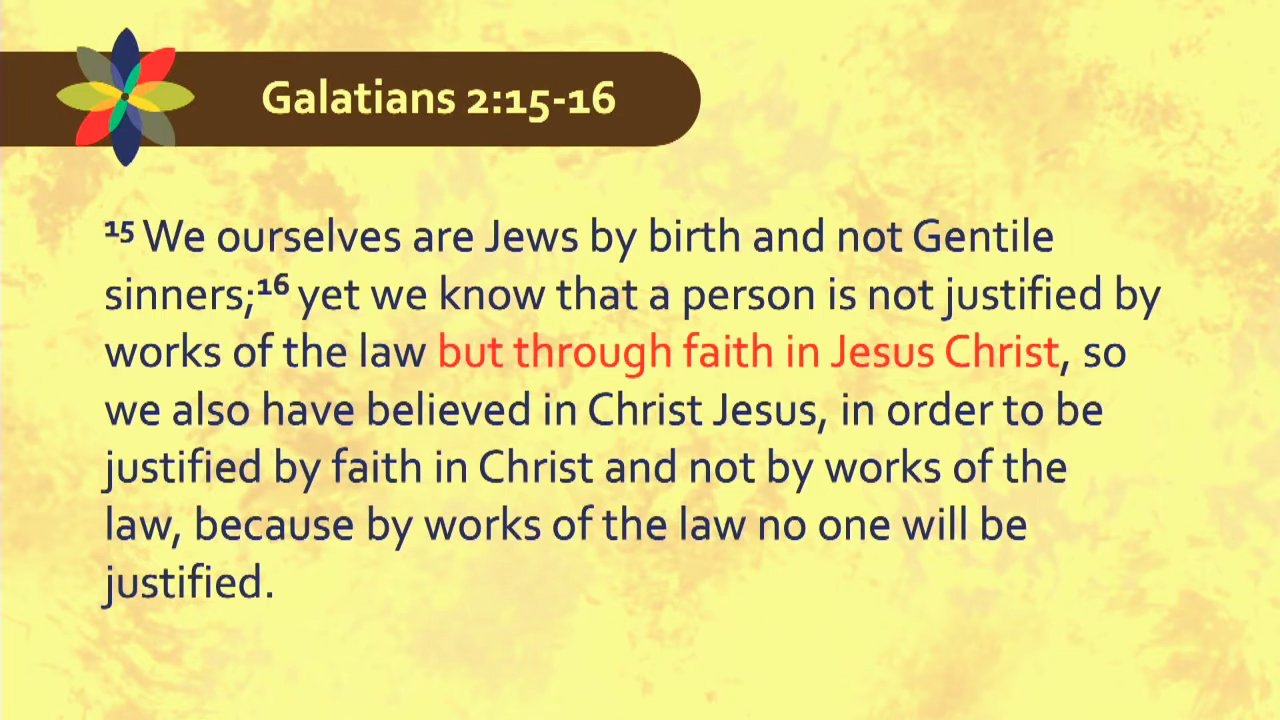 Galatians 2:15-16
15 We ourselves are Jews by birth and not Gentile
sinners;16 yet we know that a person is not justified by
works of the law but through faith in Jesus Christ, so
we also have believed in Christ Jesus, in order to be
justified by faith in Christ and not by works of the
law, because by works of the law no one will be
justified.